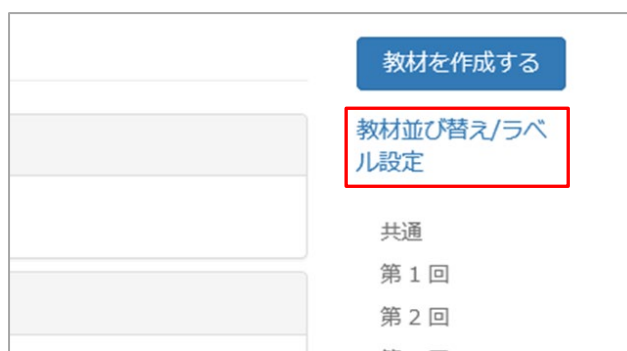 教材を作成する
教材並び替え/ラベ
ル設定
共通
第 1 回
第 2 回